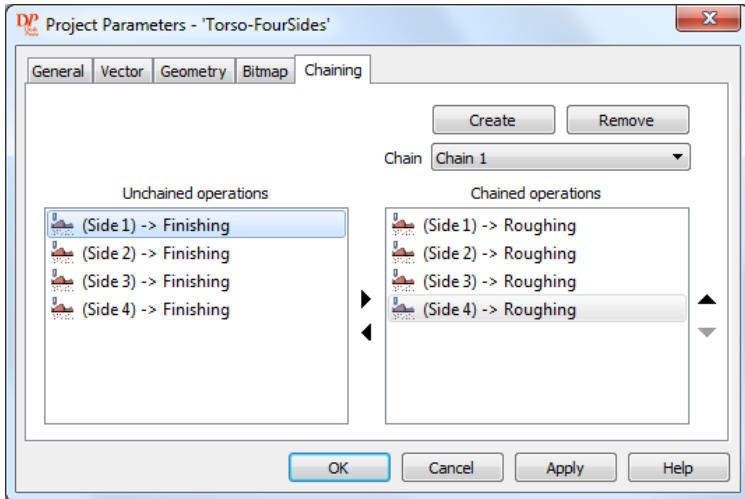 DP Project Parameters - 'Torso-FourSides'
General Vector Geometry Bitmap Chaining
Create Remove
Chain Chain 1
Unchained operations Chained operations
(Side 1) -> Finishing (Side 1) -> Roughing
(Side 2) -> Finishing (Side 2) -> Roughing
(Side 3) -> Finishing (Side 3) -> Roughing
(Side 4) -> Finishing (Side 4) -> Roughing
OK Cancel Apply Help